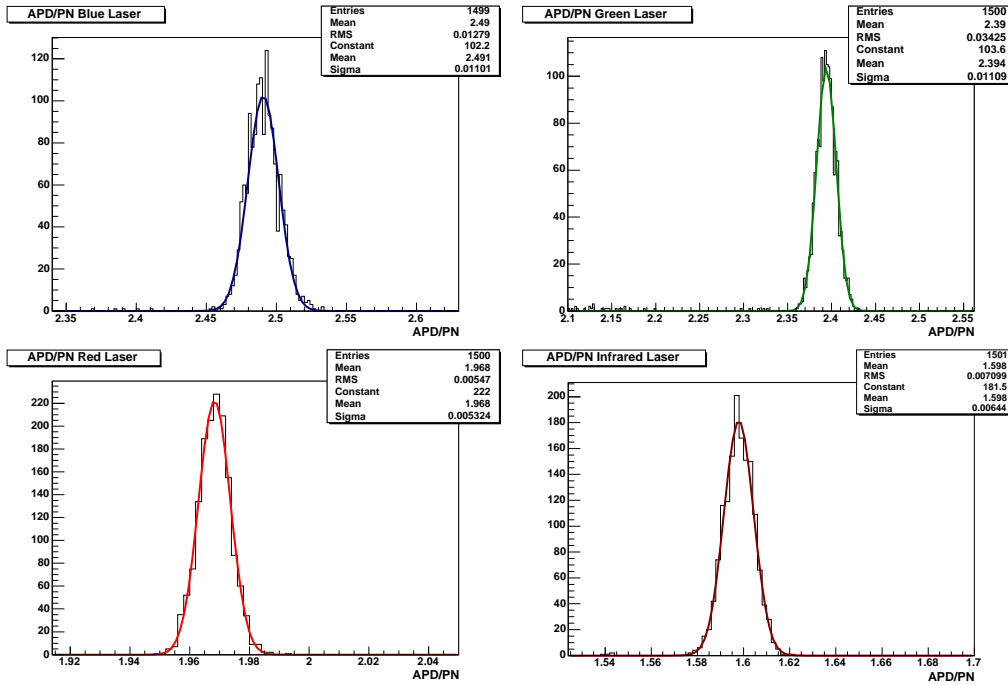 APD/PN Blue Laser
Entries 1499
Mean 2.49
RMS 0.01279
Constant 102.2
Mean 2.491
Sigma 0.01101
120
100
80
60
40
20
0
2.35 2.4 2.45 2.5 2.55 2.6
APD/PN
APD/PN Green Laser
Entries 1500
Mean 2.39
RMS 0.03425
Constant 103.6
Mean 2.394
Sigma 0.01109
100
80
60
40
20
0
2.1 2.15 2.2 2.25 2.3 2.35 2.4 2.45 2.5 2.55
APD/PN
APD/PN Red Laser
Entries 1500
Mean 1.968
RMS 0.00547
Constant 222
Mean 1.968
Sigma 0.005324
220
200
180
160
140
120
100
80
60
40
20
0
1.92 1.94 1.96 1.98 2 2.02 2.04
APD/PN
APD/PN Infrared Laser
Entries 1501
Mean 1.598
RMS 0.007099
Constant 181.5
Mean 1.598
Sigma 0.00644
200
180
160
140
120
100
80
60
40
20
0
1.54 1.56 1.58 1.6 1.62 1.64 1.66 1.68 1.7
APD/PN